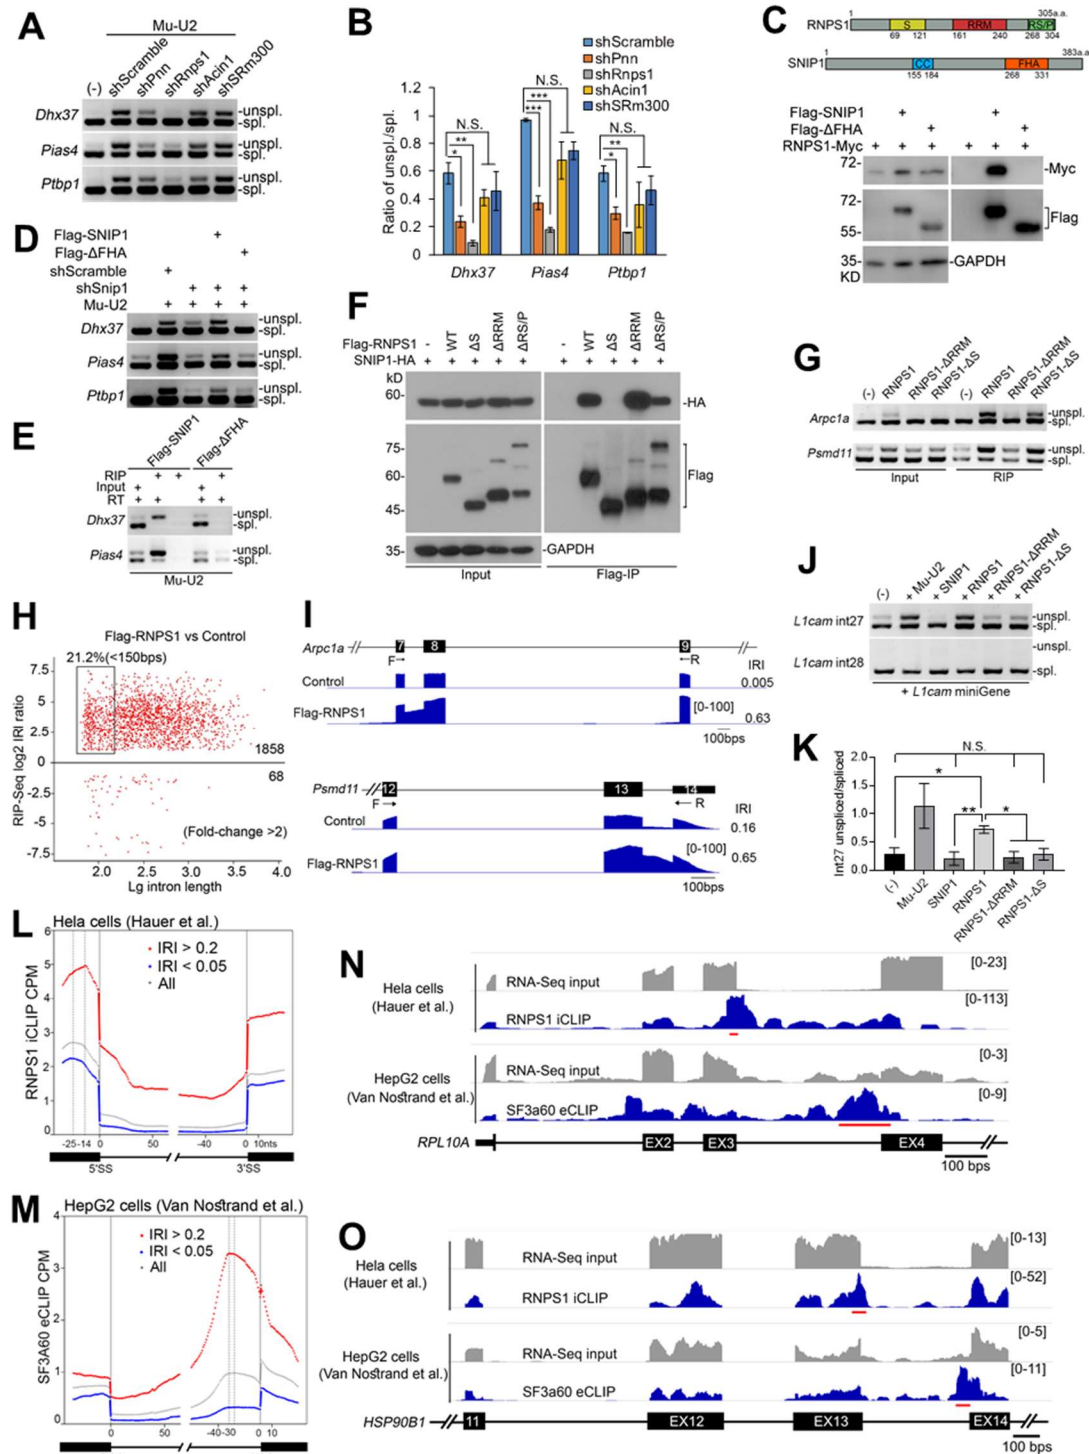 A
Mu-U2
(-)
shScramble
shPnn
shRnps1
shAcin1
shSRm300
Dhx37
-unspl.
-spl.
Pias4
-unspl.
-spl.
Ptbp1
-unspl.
-spl.
B
shScramble
shPnn
shRnps1
shAcin1
shSRm300
Ratio of unspl./spl.
1.2
1.0
0.8
0.6
0.4
0.2
0
N.S.
**
*
N.S.
***
***
N.S.
**
*
Dhx37
Pias4
Ptbp1
C
RNPS1
1
305a.a.
S
RRM
RS/P
69
121
161
240
268
304
SNIP1
1
383a.a.
CC
FHA
155
184
268
331
Flag-SNIP1 + +
Flag-ΔFHA + +
RNPS1-Myc + + + + + +
72-
-Myc
72-
55-
Flag
35-
KD
-GAPDH
D
Flag-SNIP1 +
Flag-ΔFHA +
shScramble +
shSnip1 + + +
Mu-U2 + + + +
Dhx37
-unspl.
-spl.
Pias4
-unspl.
-spl.
Ptbp1
-unspl.
-spl.
E
Flag-SNIP1
Flag-ΔFHA
RIP + + +
Input + +
RT + + + +
Dhx37
-unspl.
-spl.
Pias4
-unspl.
-spl.
Mu-U2
F
Flag-RNPS1 - WT ΔS ΔRRM ΔRS/P - WT ΔS ΔRRM ΔRS/P
SNIP1-HA + + + + + + + + + +
kD
60-
-HA
75-
60-
45-
Flag
35-
-GAPDH
Input
Flag-IP
G
(-)
RNPS1
RNPS1-ΔRRM
RNPS1-ΔS
(-)
RNPS1
RNPS1-ΔRRM
RNPS1-ΔS
Arpc1a
-unspl.
-spl.
Psmd11
-unspl.
-spl.
Input
RIP
H
Flag-RNPS1 vs Control
21.2%(<150bps)
RIP-Seq log2 IRI ratio
7.5
5
2.5
0
-2.5
-5
-7.5
1858
68
(Fold-change >2)
2.0
2.5
3.0
3.5
4.0
Lg intron length
I
Arpc1a
7
8
9
F
R
IRI
Control
0.005
Flag-RNPS1
[0-100]
0.63
100bps
Psmd11
12
13
14
F
R
IRI
Control
0.16
Flag-RNPS1
[0-100]
0.65
100bps
J
(-)
+ Mu-U2
+ SNIP1
+ RNPS1
+ RNPS1-ΔRRM
+ RNPS1-ΔS
L1cam int27
-unspl.
-spl.
L1cam int28
-unspl.
-spl.
+ L1cam miniGene
K
Int27 unspliced/spliced
2.0
1.5
1.0
0.5
0.0
N.S.
*
**
*
(-)
Mu-U2
SNIP1
RNPS1
RNPS1-ΔRRM
RNPS1-ΔS
L
Hela cells (Hauer et al.)
IRI > 0.2
IRI < 0.05
All
RNPS1 iCLIP CPM
6
5
4
3
2
1
0
-25
-14
0
50
-40
0
10nts
5'SS
3'SS
M
HepG2 cells (Van Nostrand et al.)
IRI > 0.2
IRI < 0.05
All
SF3A60 eCLIP CPM
4
3
2
1
0
0
50
-40
-30
0
10
N
Hela cells
(Hauer et al.)
RNA-Seq input
[0-23]
RNPS1 iCLIP
[0-113]
HepG2 cells
(Van Nostrand et al.)
RNA-Seq input
[0-3]
SF3a60 eCLIP
[0-9]
RPL10A
EX2
EX3
EX4
100 bps
O
Hela cells
(Hauer et al.)
RNA-Seq input
[0-13]
RNPS1 iCLIP
[0-52]
HepG2 cells
(Van Nostrand et al.)
RNA-Seq input
[0-5]
SF3a60 eCLIP
[0-11]
HSP90B1
11
EX12
EX13
EX14
100 bps